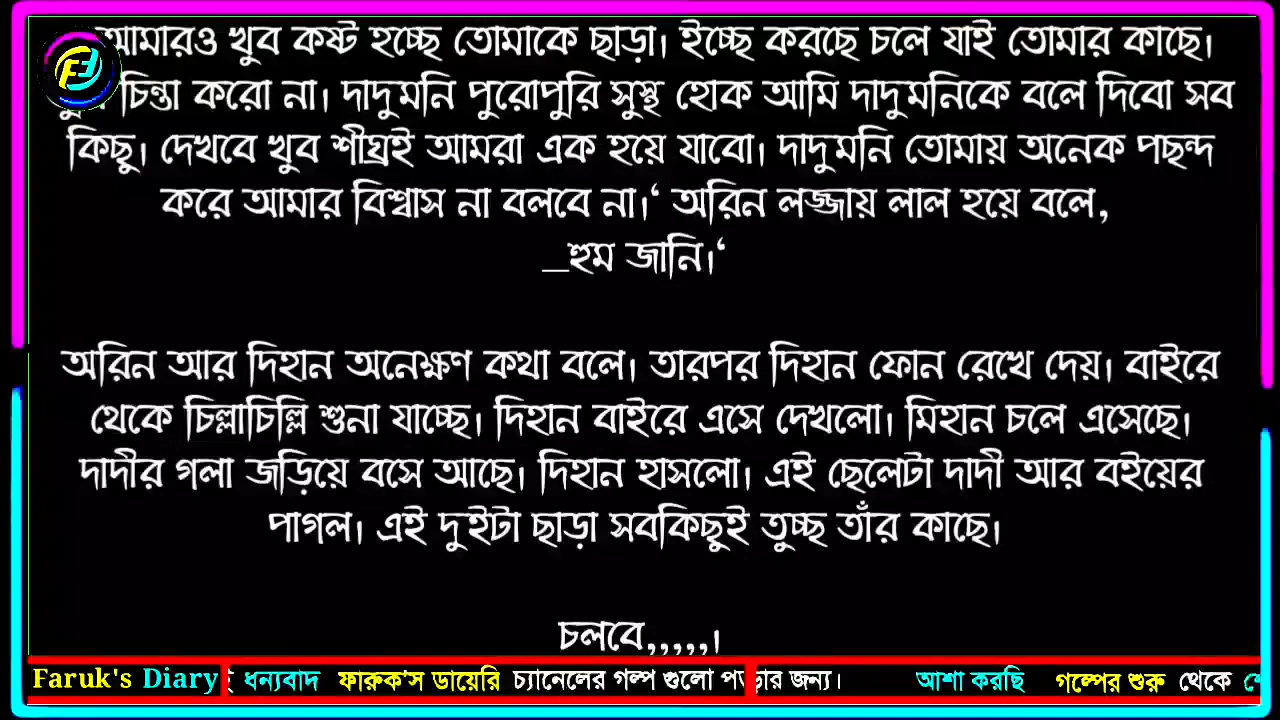 আমারও খুব কষ্ট হচ্ছে তোমাকে ছাড়া। ইচ্ছে করছে চলে যাই তোমার কাছে।
চিন্তা করো না। দাদুমনি পুরোপুরি সুস্থ হোক আমি দাদুমনিকে বলে দিবো সব
কিছু। দেখবে খুব শীঘ্রই আমরা এক হয়ে যাবো। দাদুমনি তোমায় অনেক পছন্দ
করে আমার বিশ্বাস না বলবে না।‘ অরিন লজ্জায় লাল হয়ে বলে,
_হুম জানি।‘
অরিন আর দিহান অনেক্ষণ কথা বলে। তারপর দিহান ফোন রেখে দেয়। বাইরে
থেকে চিল্লাচিল্লি শুনা যাচ্ছে। দিহান বাইরে এসে দেখলো। মিহান চলে এসেছে।
দাদীর গলা জড়িয়ে বসে আছে। দিহান হাসলো। এই ছেলেটা দাদী আর বইয়ের
পাগল। এই দুইটা ছাড়া সবকিছুই তুচ্ছ তাঁর কাছে।
চলবে,,,,,।
Faruk's Diary ধন্যবাদ ফারুক'স ডায়েরি চ্যানেলের গল্প গুলো পড়ার জন্য। আশা করছি গল্পের শুরু থেকে